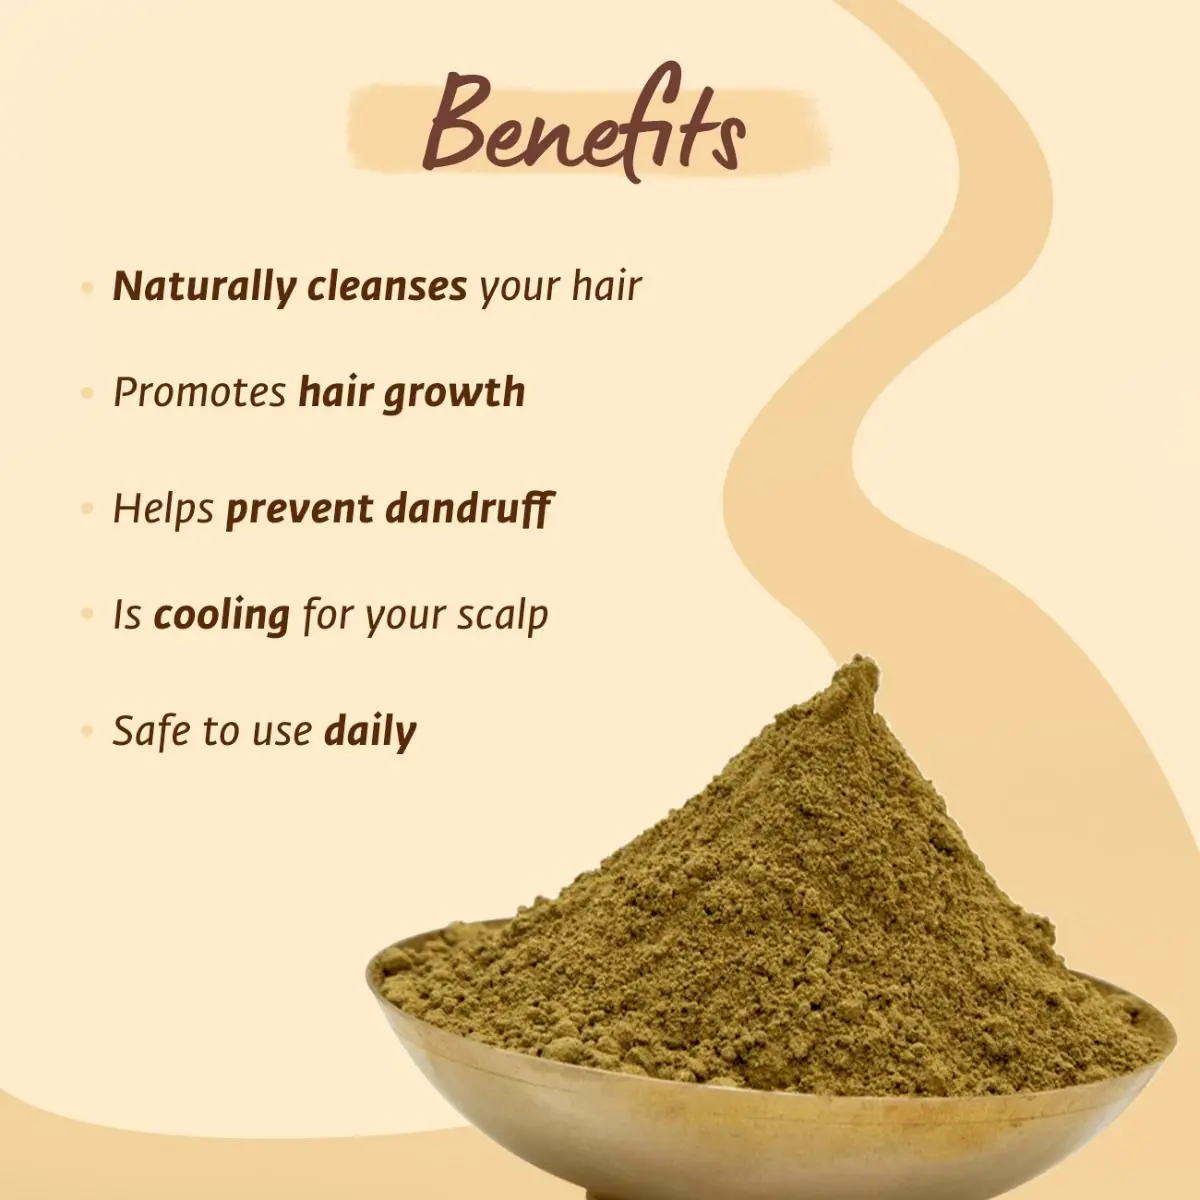 Benefits
Naturally cleanses your hair
Promotes hair growth
Helps prevent dandruff
Is cooling for your scalp
Safe to use daily